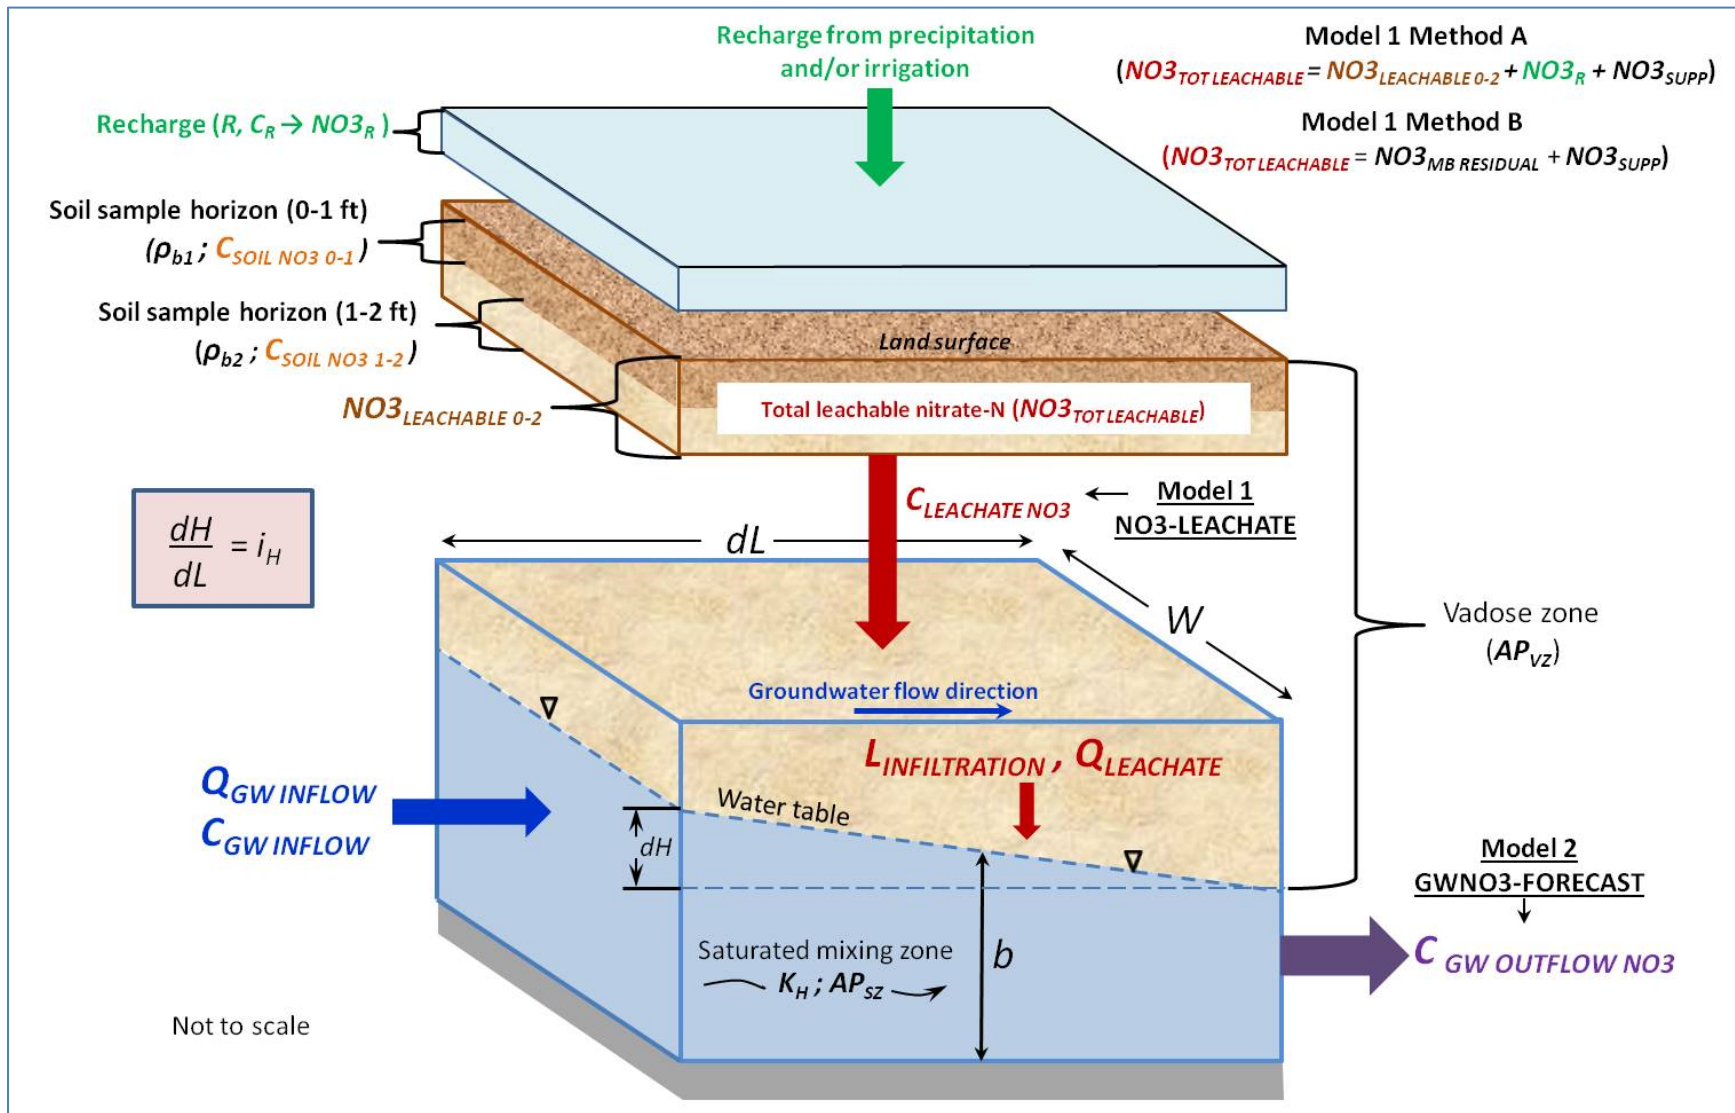 Recharge from precipitation
and/or irrigation
Model 1 Method A
(NO3TOT LEACHABLE = NO3LEACHABLE 0-2 + NO3R + NO3SUPP)
Model 1 Method B
(NO3TOT LEACHABLE = NO3MB RESIDUAL + NO3SUPP)
Recharge (R, CR → NO3R )
Soil sample horizon (0-1 ft)
(ρb1 ; CSOIL NO3 0-1 )
Soil sample horizon (1-2 ft)
(ρb2 ; CSOIL NO3 1-2 )
Land surface
NO3LEACHABLE 0-2
Total leachable nitrate-N (NO3TOT LEACHABLE)
CLEACHATE NO3
Model 1
NO3-LEACHATE
dH
dL
= iH
dL
W
Vadose zone
(APVZ)
Groundwater flow direction
LINFILTRATION , QLEACHATE
QGW INFLOW
CGW INFLOW
Water table
dH
Model 2
GWNO3-FORECAST
C GW OUTFLOW NO3
Saturated mixing zone
KH ; APSZ
b
Not to scale